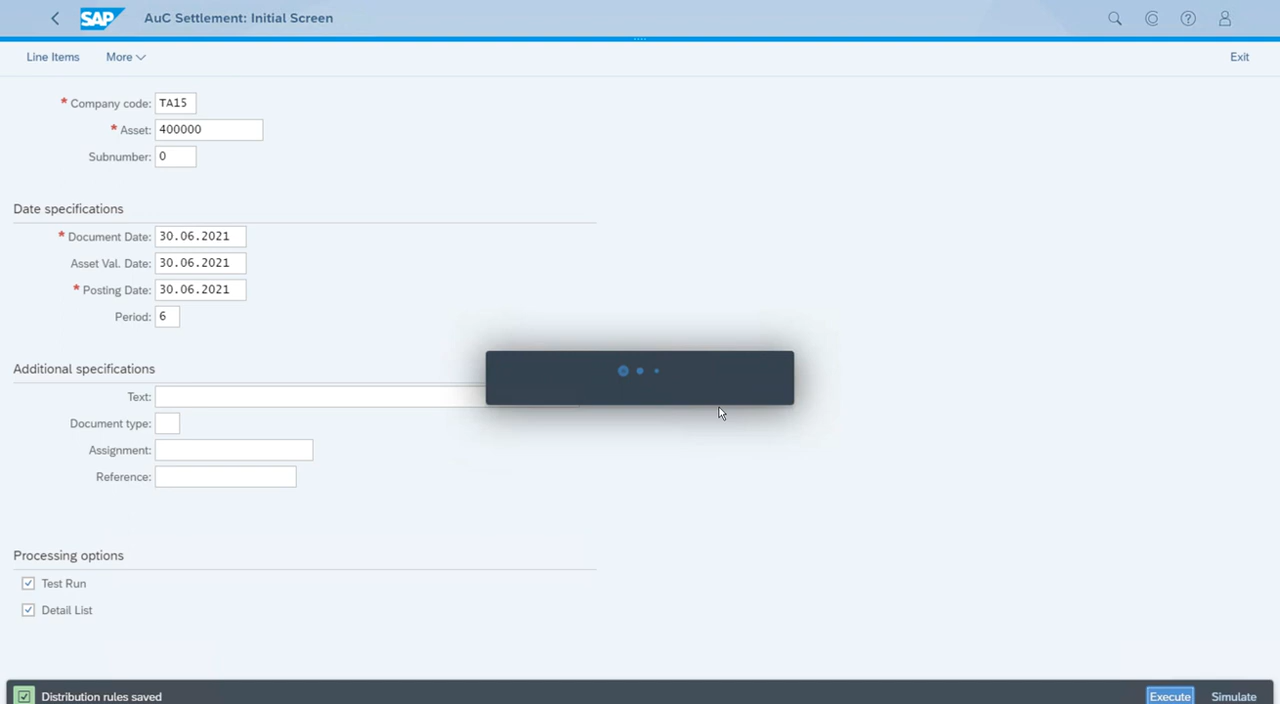 SAP AuC Settlement: Initial Screen
Line Items More Exit
* Company code: TA15
* Asset: 400000
Subnumber: 0
Date specifications
* Document Date: 30.06.2021
Asset Val. Date: 30.06.2021
* Posting Date: 30.06.2021
Period: 6
Additional specifications
Text:
Document type:
Assignment:
Reference:
Processing options
Test Run
Detail List
Distribution rules saved Execute Simulate